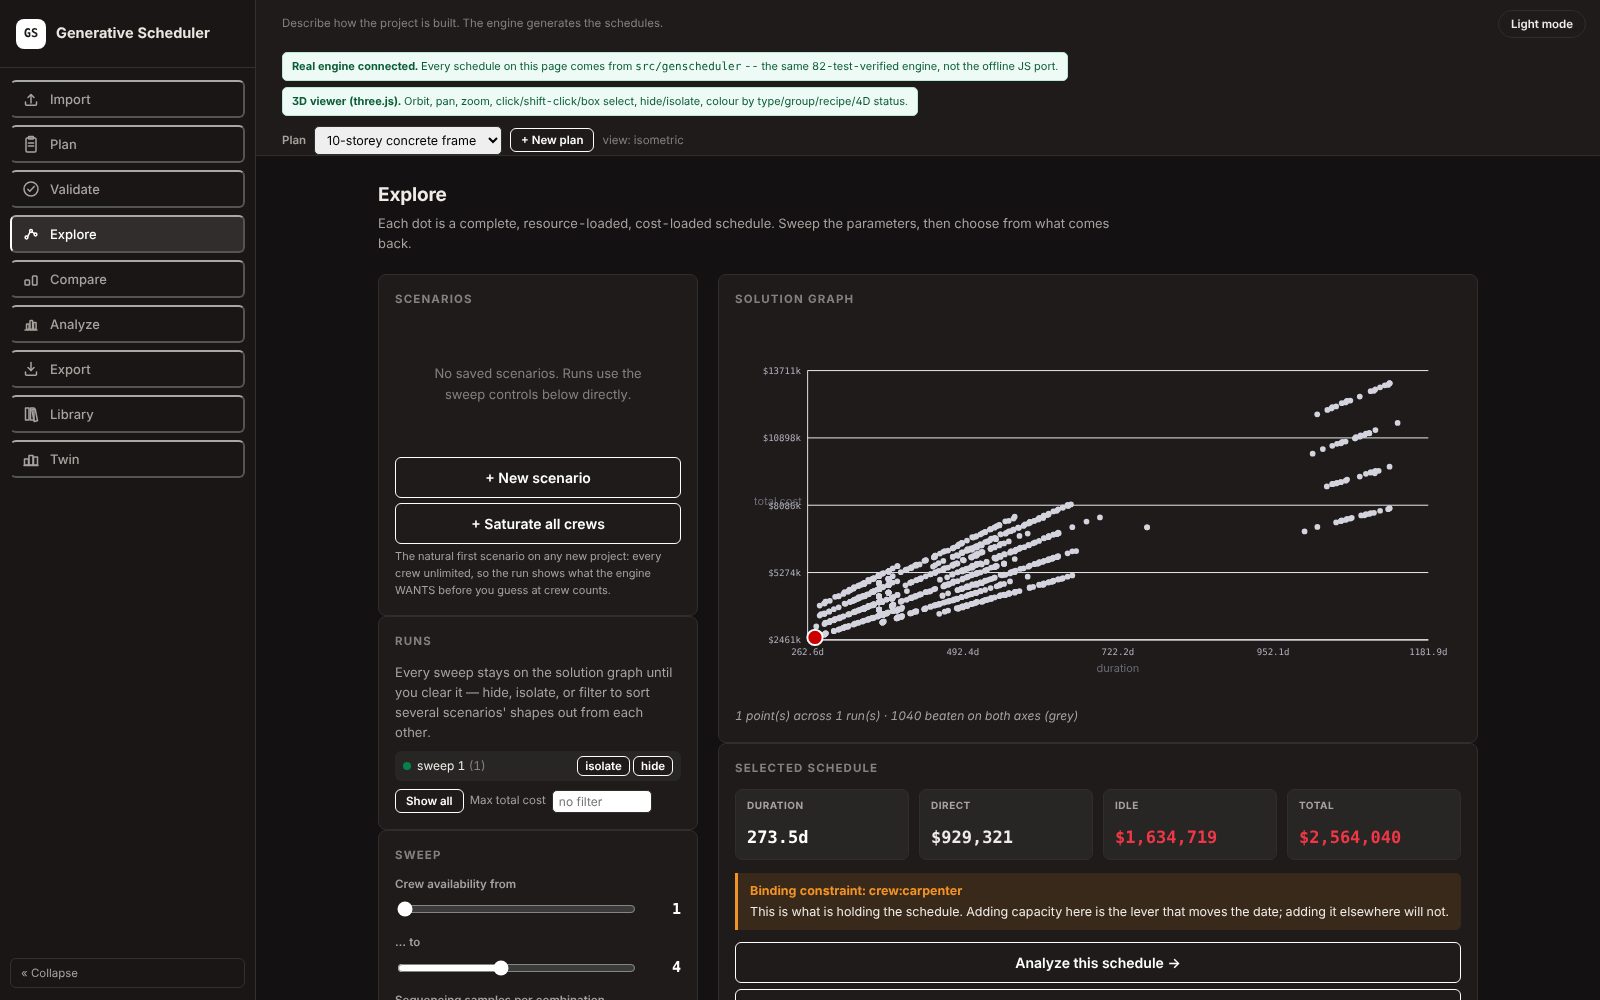 GS Generative Scheduler
Import
Plan
Validate
Explore
Compare
Analyze
Export
Library
Twin
« Collapse
Describe how the project is built. The engine generates the schedules.
Light mode
Real engine connected. Every schedule on this page comes from src/genscheduler -- the same 82-test-verified engine, not the offline JS port.
3D viewer (three.js). Orbit, pan, zoom, click/shift-click/box select, hide/isolate, colour by type/group/recipe/4D status.
Plan 10-storey concrete frame + New plan view: isometric
Explore
Each dot is a complete, resource-loaded, cost-loaded schedule. Sweep the parameters, then choose from what comes
back.
SCENARIOS
No saved scenarios. Runs use the
sweep controls below directly.
+ New scenario
+ Saturate all crews
The natural first scenario on any new project: every
crew unlimited, so the run shows what the engine
WANTS before you guess at crew counts.
RUNS
Every sweep stays on the solution graph until
you clear it — hide, isolate, or filter to sort
several scenarios' shapes out from each
other.
sweep 1 (1) isolate hide
Show all Max total cost no filter
SWEEP
Crew availability from
1
... to
4
Sequencing samples per combination
SOLUTION GRAPH
$13711k
$10898k
total cost
$8086k
$5274k
$2461k
262.6d 492.4d 722.2d 952.1d 1181.9d
duration
1 point(s) across 1 run(s) · 1040 beaten on both axes (grey)
SELECTED SCHEDULE
DURATION DIRECT IDLE TOTAL
273.5d $929,321 $1,634,719 $2,564,040
Binding constraint: crew:carpenter
This is what is holding the schedule. Adding capacity here is the lever that moves the date; adding it elsewhere will not.
Analyze this schedule →